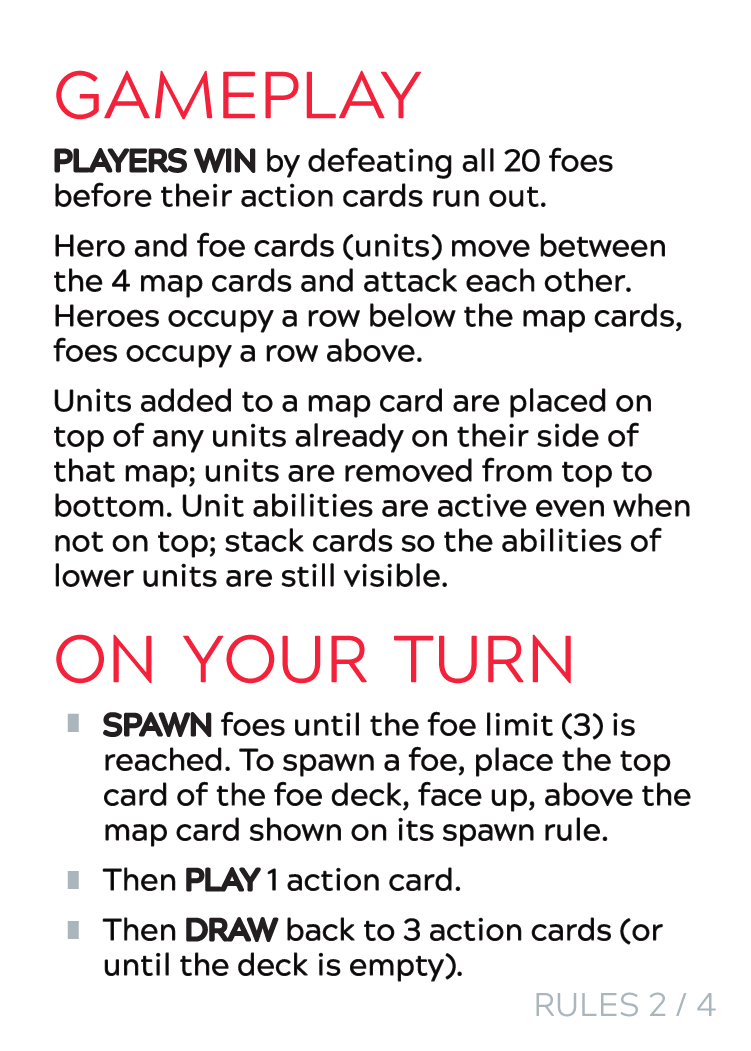 GAMEPLAY
PLAYERS WIN by defeating all 20 foes
before their action cards run out.
Hero and foe cards (units) move between
the 4 map cards and attack each other.
Heroes occupy a row below the map cards,
foes occupy a row above.
Units added to a map card are placed on
top of any units already on their side of
that map; units are removed from top to
bottom. Unit abilities are active even when
not on top; stack cards so the abilities of
lower units are still visible.
ON YOUR TURN
SPAWN foes until the foe limit (3) is
reached. To spawn a foe, place the top
card of the foe deck, face up, above the
map card shown on its spawn rule.
Then PLAY 1 action card.
Then DRAW back to 3 action cards (or
until the deck is empty).
RULES 2 / 4